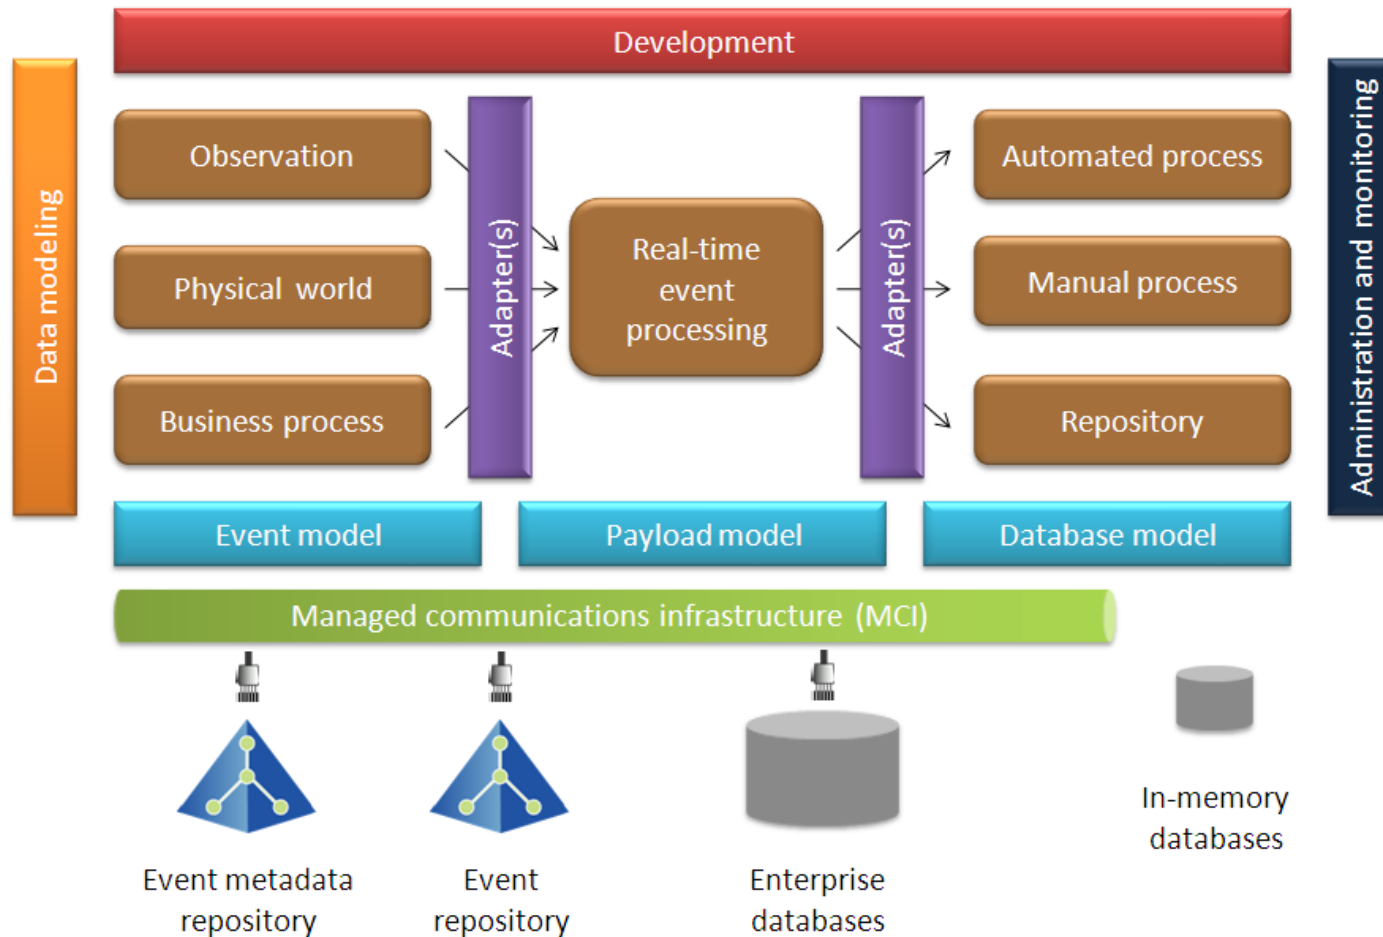 Development
Data modeling
Observation
Physical world
Business process
Adapter(s)
Real-time
event
processing
Adapter(s)
Automated process
Manual process
Repository
Administration and monitoring
Event model
Payload model
Database model
Managed communications infrastructure (MCI)
Event metadata
repository
Event
repository
Enterprise
databases
In-memory
databases